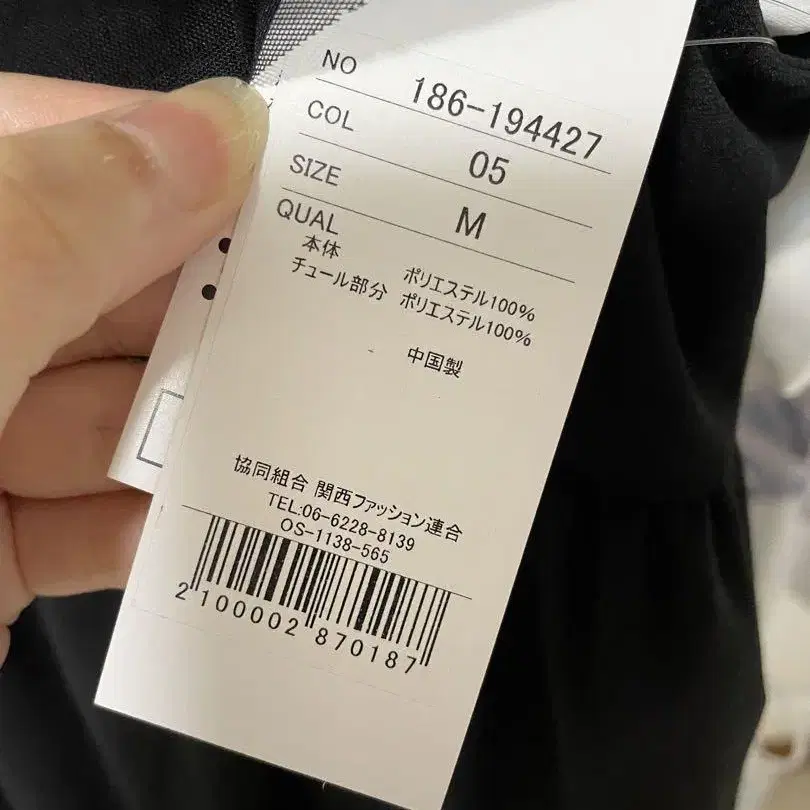 NO 186-194427
COL 05
SIZE M
QUAL
本体 ポリエステル100%
チュール部分 ポリエステル100%
中国製
協同組合 関西ファッション連合
TEL:06-6228-8139
OS-1138-565
2 100002 870187